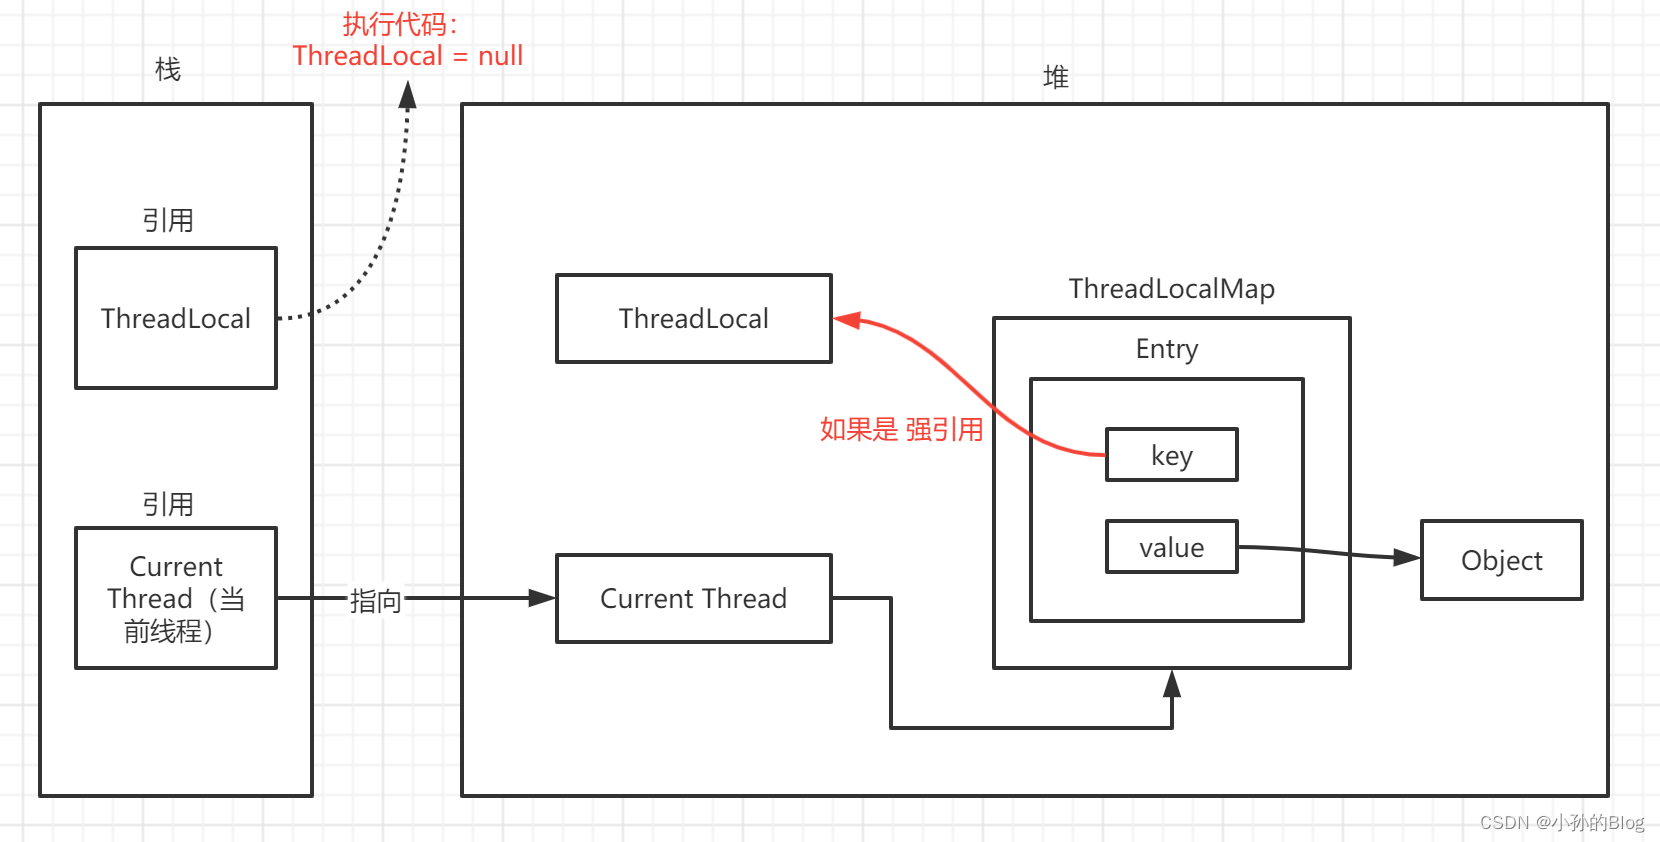 执行代码：
ThreadLocal = null
栈
堆
引用
ThreadLocal
引用
Current
Thread（当
前线程）
指向
ThreadLocal
Current Thread
如果是 强引用
ThreadLocalMap
Entry
key
value
Object
CSDN @小孙的Blog